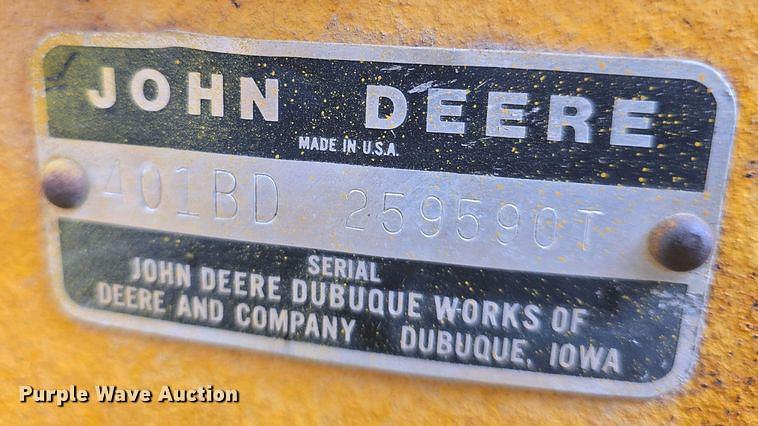 JOHN DEERE
MADE IN U.S.A.
401BD 259590T
SERIAL
JOHN DEERE DUBUQUE WORKS OF
DEERE AND COMPANY DUBUQUE, IOWA
Purple Wave Auction